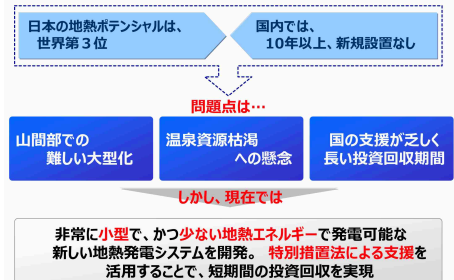 日本の地熱ポテンシャルは、
世界第３位
国内では、
10年以上、新規設置なし
問題点は…
山間部での
難しい大型化
温泉資源枯渇
への懸念
国の支援が乏しく
長い投資回収期間
しかし、現在では
非常に小型で、かつ少ない地熱エネルギーで発電可能な
新しい地熱発電システムを開発。 特別措置法による支援を
活用することで、短期間の投資回収を実現